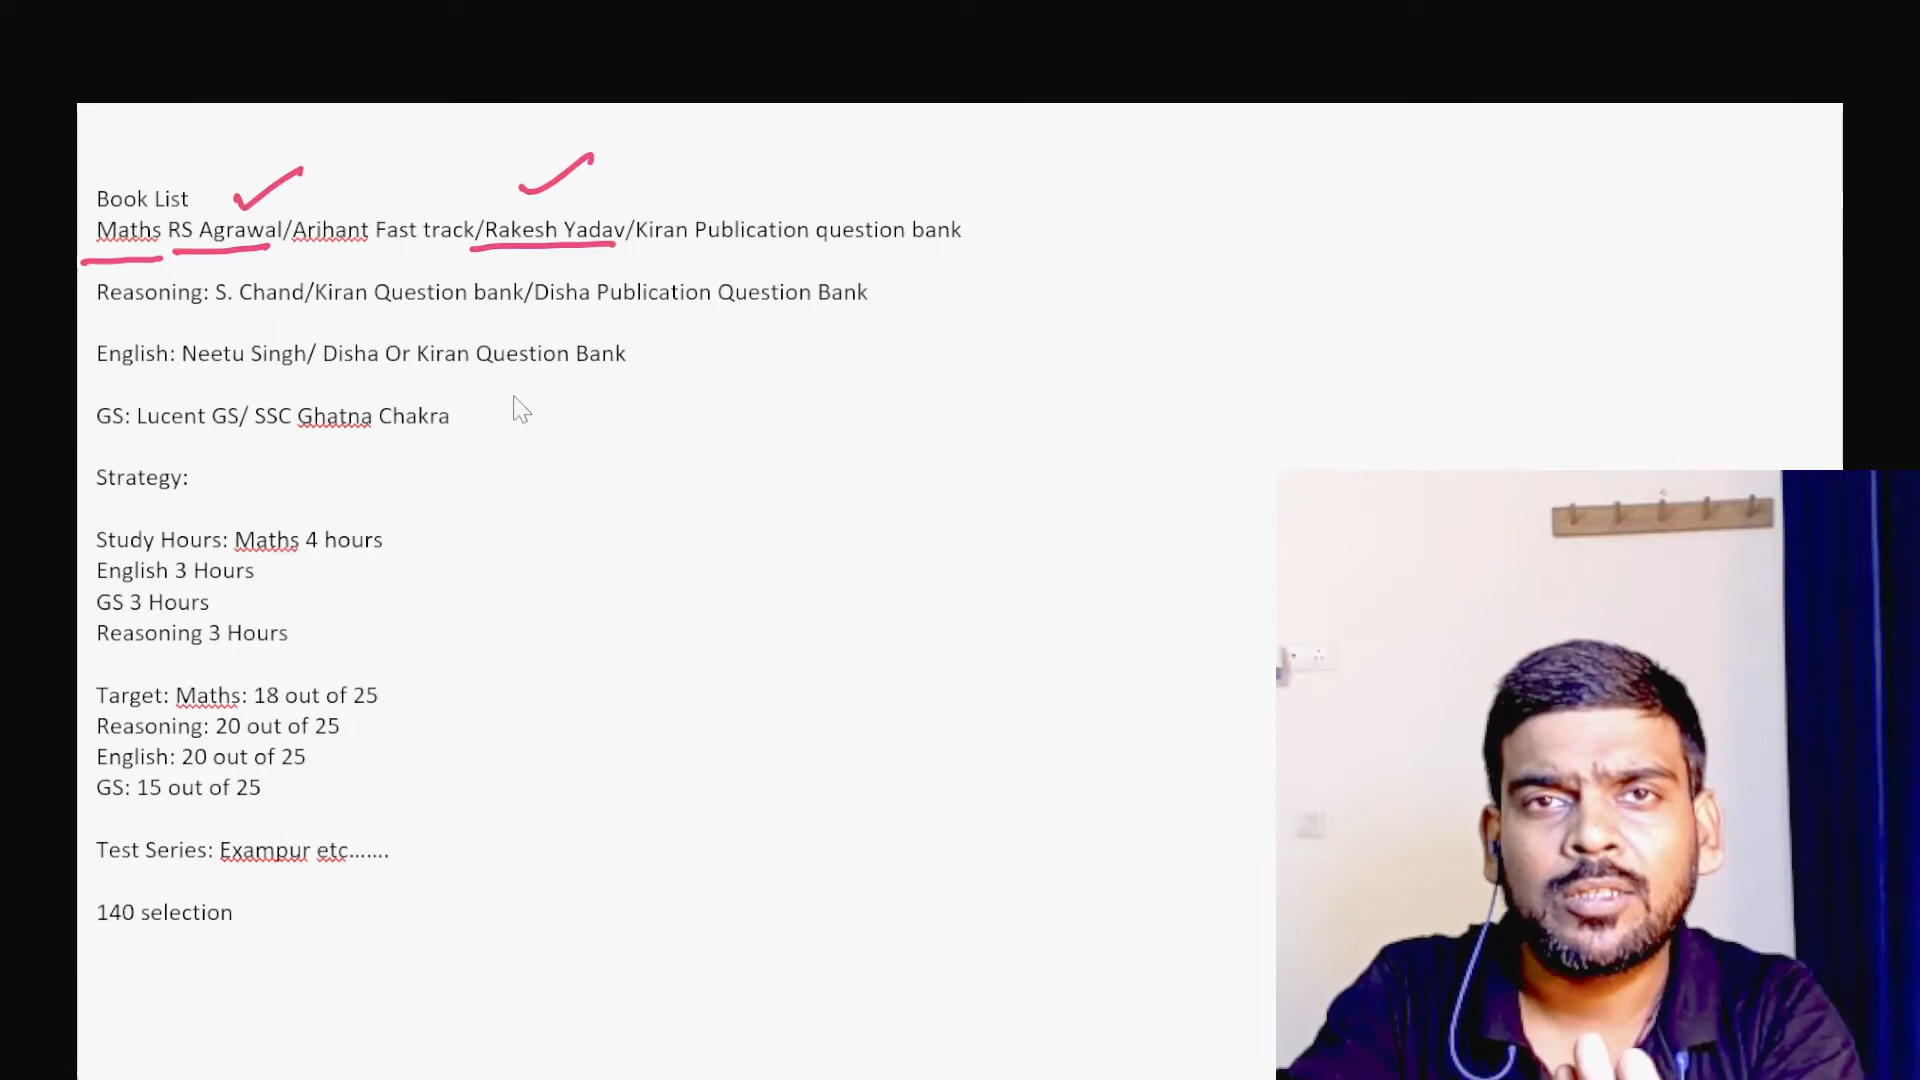 Book List
Maths RS Agrawal/Arihant Fast track/Rakesh Yadav/Kiran Publication question bank
Reasoning: S. Chand/Kiran Question bank/Disha Publication Question Bank
English: Neetu Singh/ Disha Or Kiran Question Bank
GS: Lucent GS/ SSC Ghatna Chakra
Strategy:
Study Hours: Maths 4 hours
English 3 Hours
GS 3 Hours
Reasoning 3 Hours
Target: Maths: 18 out of 25
Reasoning: 20 out of 25
English: 20 out of 25
GS: 15 out of 25
Test Series: Exampur etc.......
140 selection